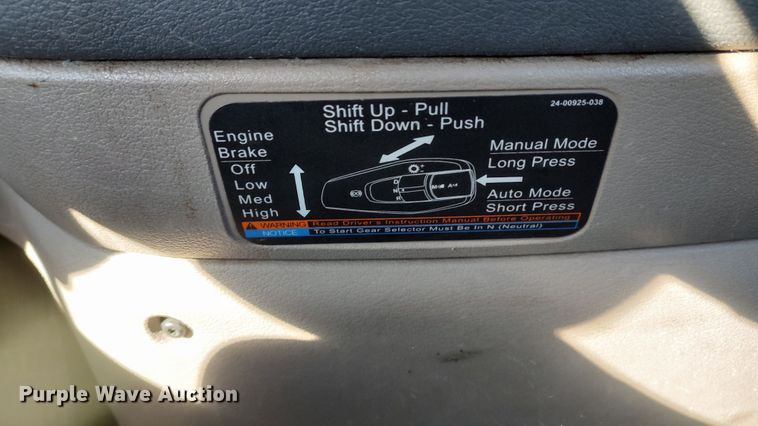 24-00925-038
Shift Up - Pull
Shift Down - Push
Engine
Brake
Off
Low
Med
High
Manual Mode
Long Press
Auto Mode
Short Press
D
N
R
WARNING Read Driver's Instruction Manual Before Operating
NOTICE To Start Gear Selector Must Be In N (Neutral)
Purple Wave Auction